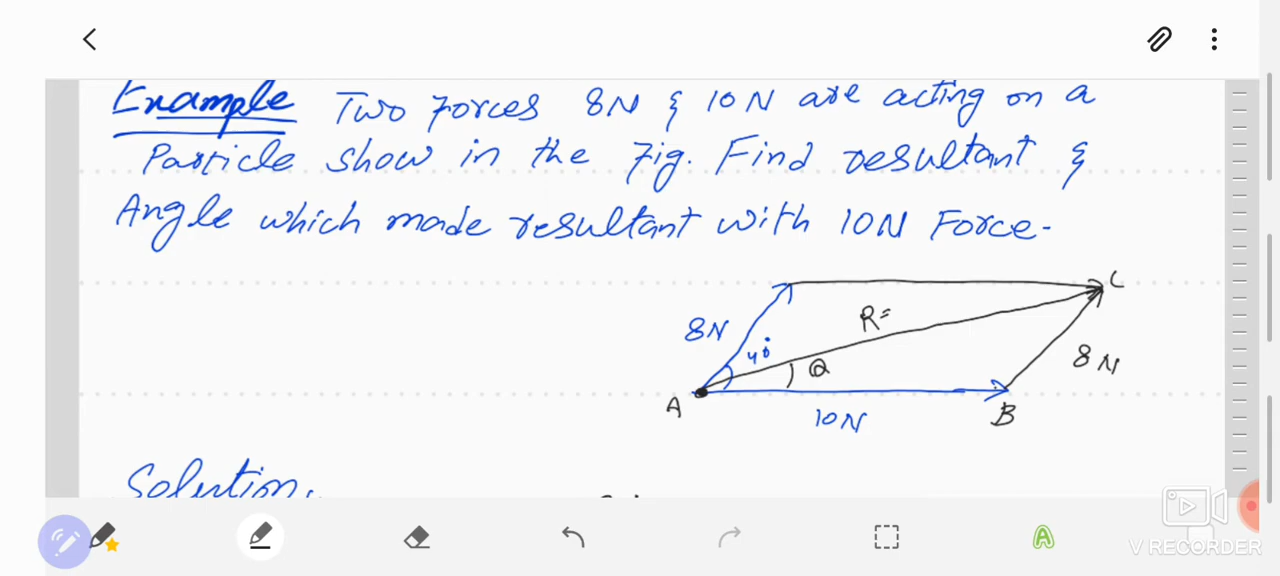 Example Two Forces 8N & 10N are acting on a
Particle show in the Fig. Find resultant &
Angle which made resultant with 10N Force-
C
8N
R=
40°
Q
8N
A
10N
B
Solution.
A
V RECORDER